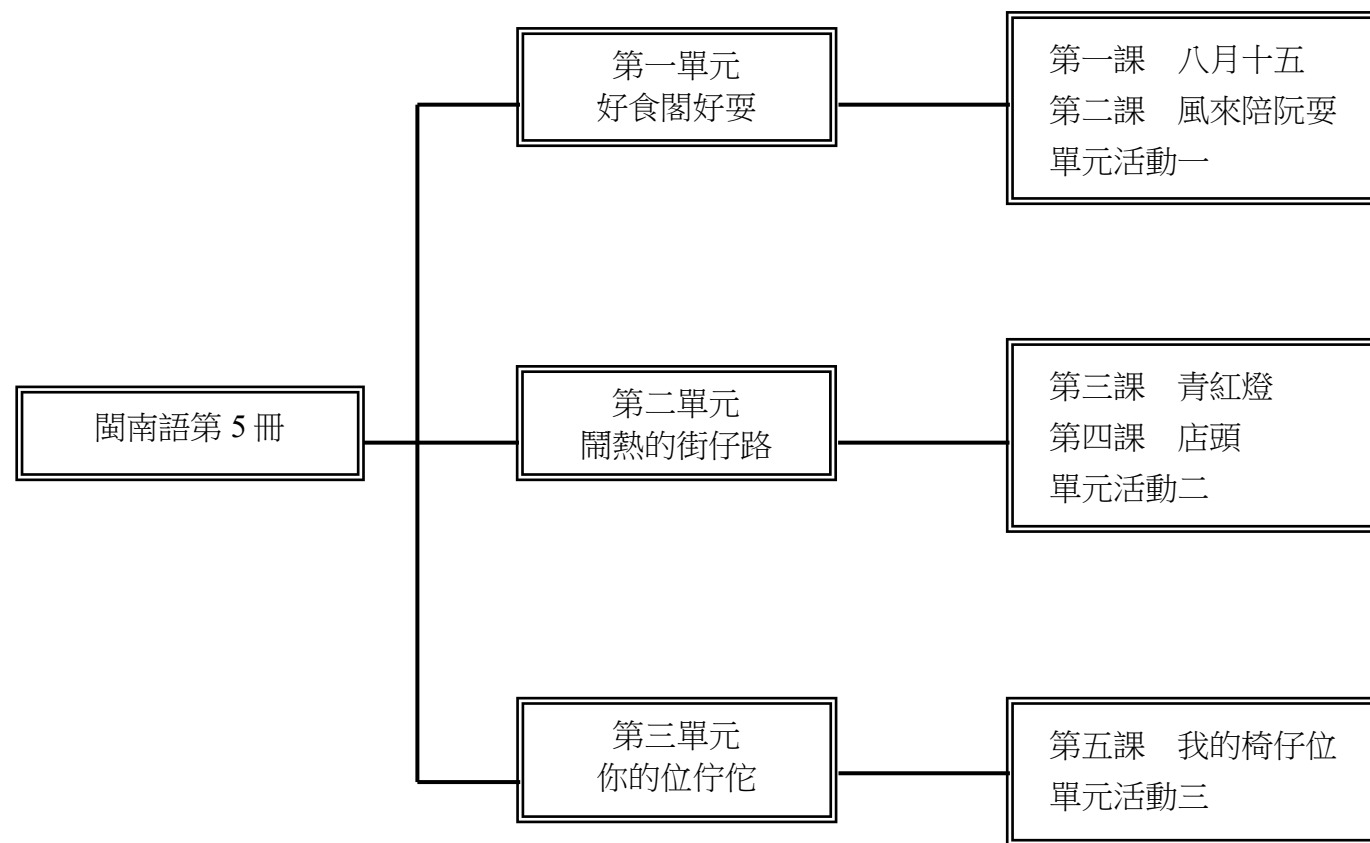 閩南語第 5 冊
第一單元
好食閣好耍
第一課　八月十五
第二課　風來陪阮耍
單元活動一
第二單元
鬧熱的街仔路
第三課　青紅燈
第四課　店頭
單元活動二
第三單元
你的位佇佗
第五課　我的椅仔位
單元活動三